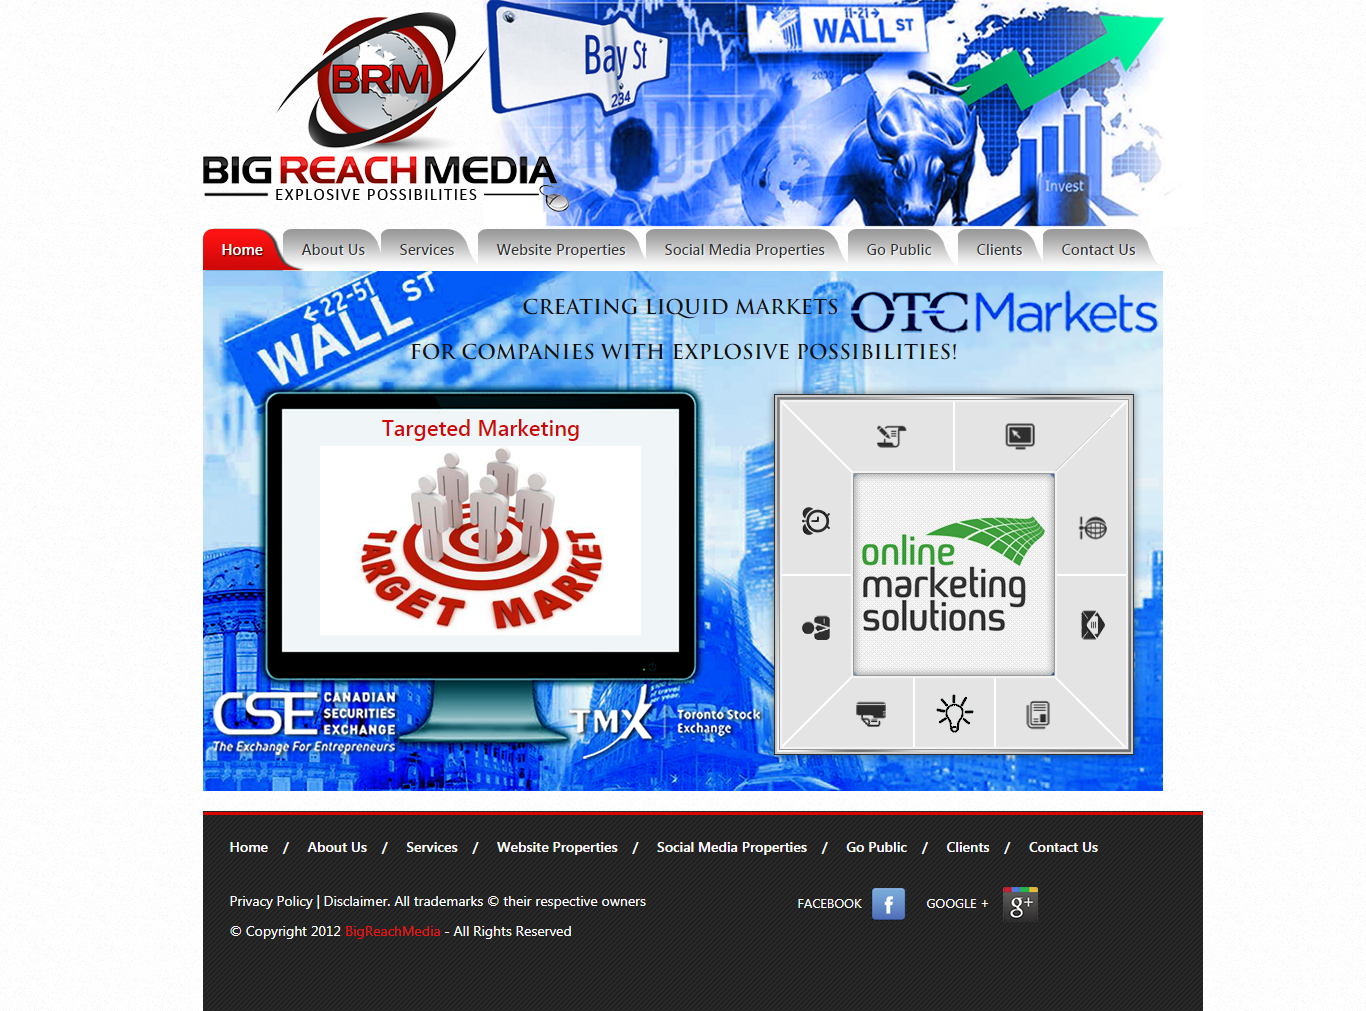 BRM
BIG REACH MEDIA
EXPLOSIVE POSSIBILITIES
Bay St
234
11-21→
WALL ST
Invest
Home
About Us
Services
Website Properties
Social Media Properties
Go Public
Clients
Contact Us
←22-51
WALL ST
CREATING LIQUID MARKETS
OTC Markets
FOR COMPANIES WITH EXPLOSIVE POSSIBILITIES!
Targeted Marketing
TARGET MARKET
online
marketing
solutions
CSE CANADIAN
SECURITIES
EXCHANGE
The Exchange For Entrepreneurs
TMX Toronto Stock
Exchange
Home / About Us / Services / Website Properties / Social Media Properties / Go Public / Clients / Contact Us
Privacy Policy | Disclaimer. All trademarks © their respective owners
FACEBOOK f GOOGLE + g+
© Copyright 2012 BigReachMedia - All Rights Reserved